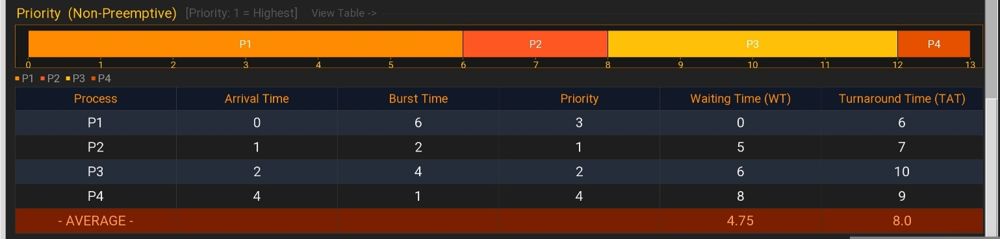 Priority (Non-Preemptive) [Priority: 1 = Highest] View Table ->
P1 P2 P3 P4
0 1 2 3 4 5 6 7 8 9 10 11 12 13
P1 P2 P3 P4
Process Arrival Time Burst Time Priority Waiting Time (WT) Turnaround Time (TAT)
P1 0 6 3 0 6
P2 1 2 1 5 7
P3 2 4 2 6 10
P4 4 1 4 8 9
- AVERAGE - 4.75 8.0